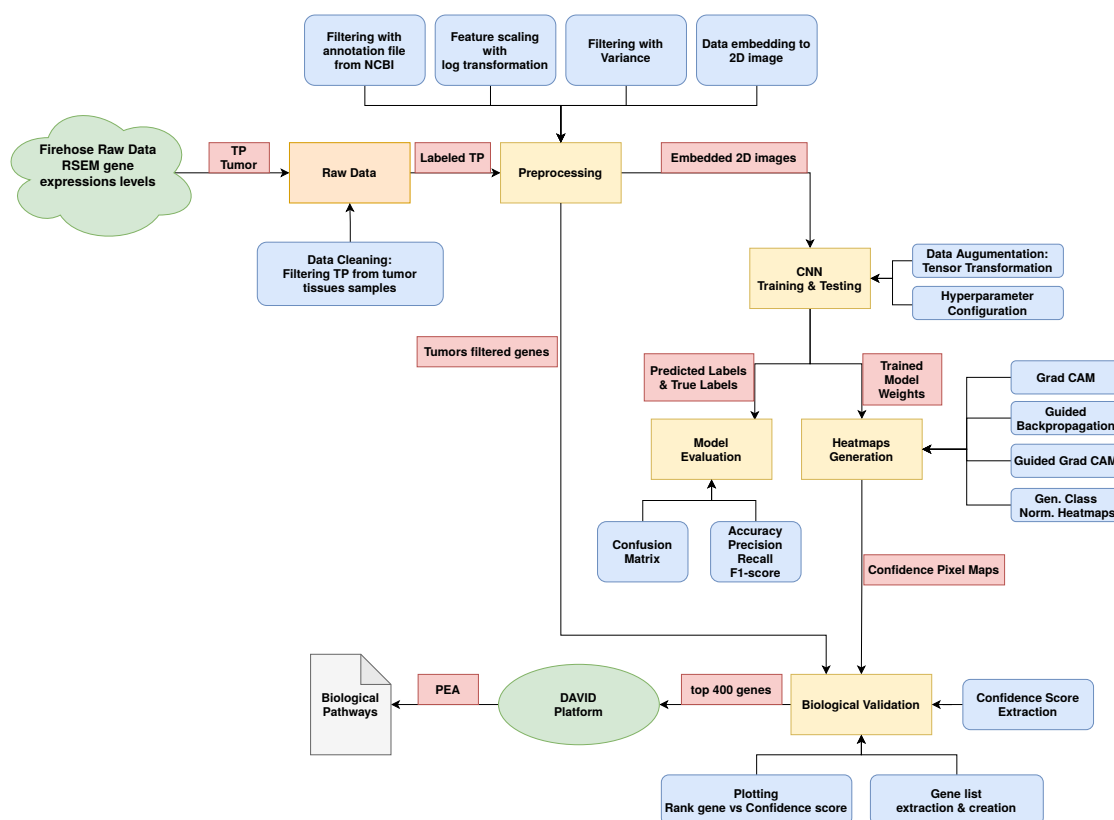 Filtering with
annotation file
from NCBI
Feature scaling
with
log transformation
Filtering with
Variance
Data embedding to
2D image
Firehose Raw Data
RSEM gene
expressions levels
TP
Tumor
Raw Data
Labeled TP
Preprocessing
Embedded 2D images
Data Cleaning:
Filtering TP from tumor
tissues samples
CNN
Training & Testing
Data Augumentation:
Tensor Transformation
Hyperparameter
Configuration
Tumors filtered genes
Predicted Labels
& True Labels
Trained
Model
Weights
Grad CAM
Guided
Backpropagation
Guided Grad CAM
Gen. Class
Norm. Heatmaps
Model
Evaluation
Heatmaps
Generation
Confusion
Matrix
Accuracy
Precision
Recall
F1-score
Confidence Pixel Maps
Biological
Pathways
PEA
DAVID
Platform
top 400 genes
Biological Validation
Confidence Score
Extraction
Plotting
Rank gene vs Confidence score
Gene list
extraction & creation